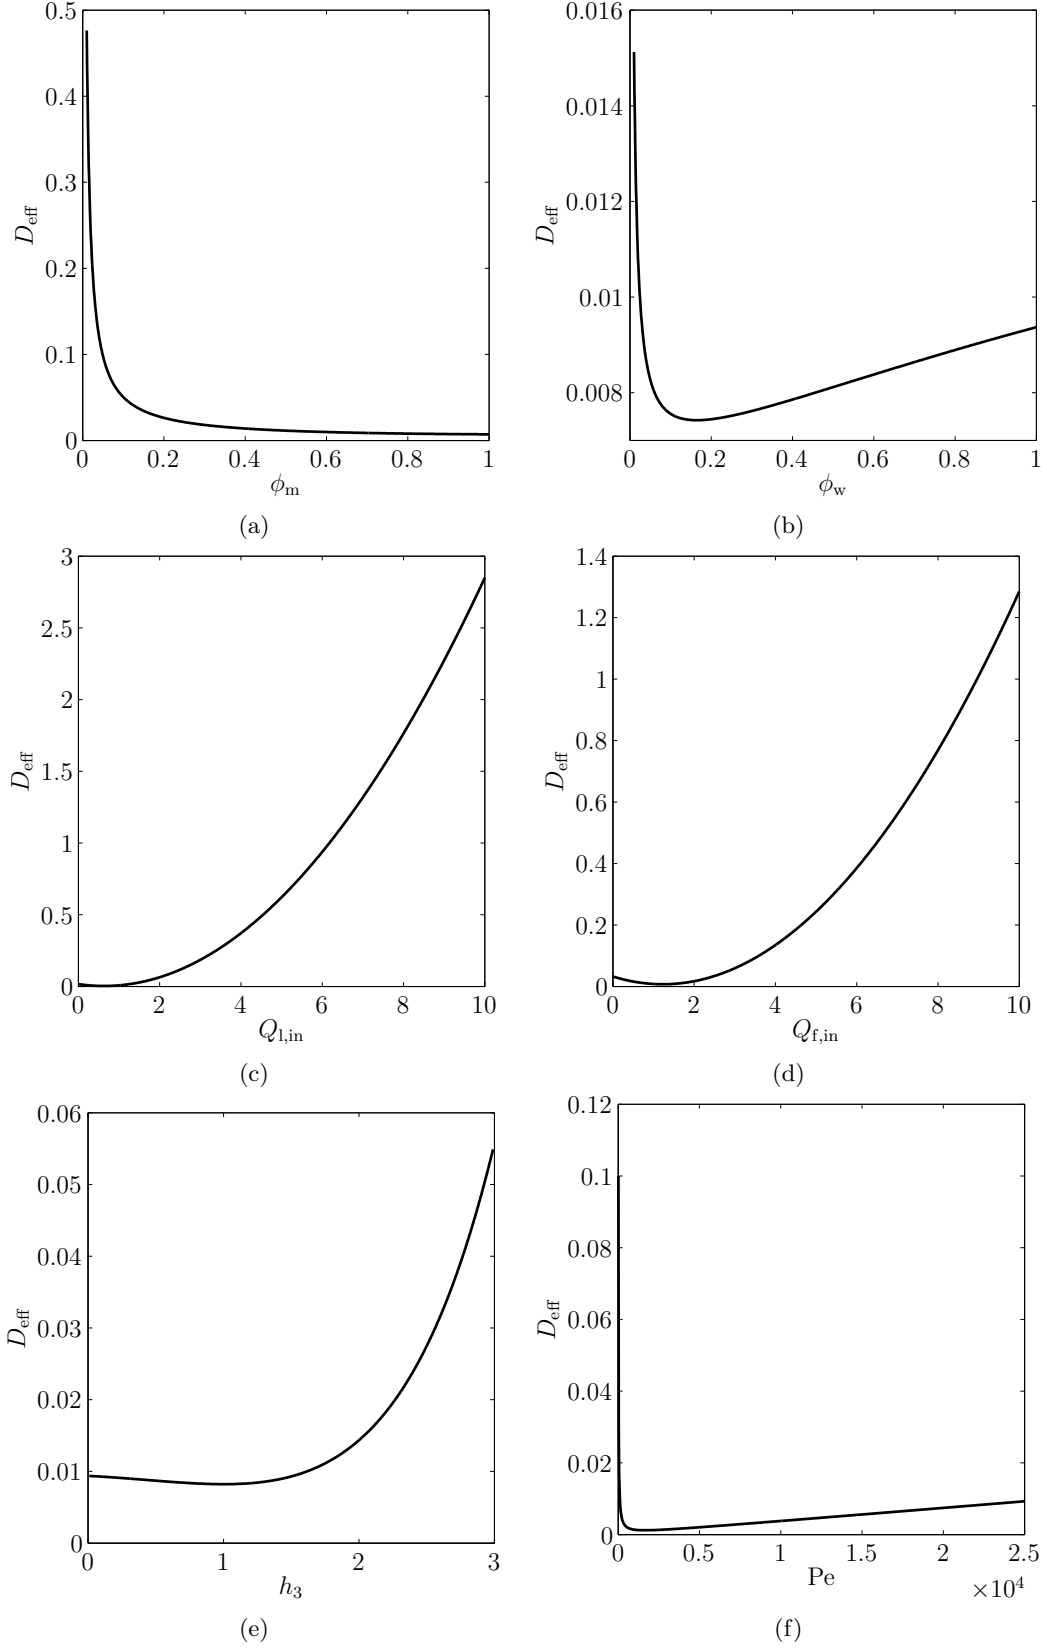 0.5
0.4
0.3
0.2
0.1
0
D_eff
0 0.2 0.4 0.6 0.8 1
ϕ_m
(a)
0.016
0.014
0.012
0.01
0.008
D_eff
0 0.2 0.4 0.6 0.8 1
ϕ_w
(b)
3
2.5
2
1.5
1
0.5
0
D_eff
0 2 4 6 8 10
Q_l,in
(c)
1.4
1.2
1
0.8
0.6
0.4
0.2
0
D_eff
0 2 4 6 8 10
Q_f,in
(d)
0.06
0.05
0.04
0.03
0.02
0.01
0
D_eff
0 1 2 3
h_3
(e)
0.12
0.1
0.08
0.06
0.04
0.02
0
D_eff
0 0.5 1 1.5 2 2.5
Pe
×10^4
(f)